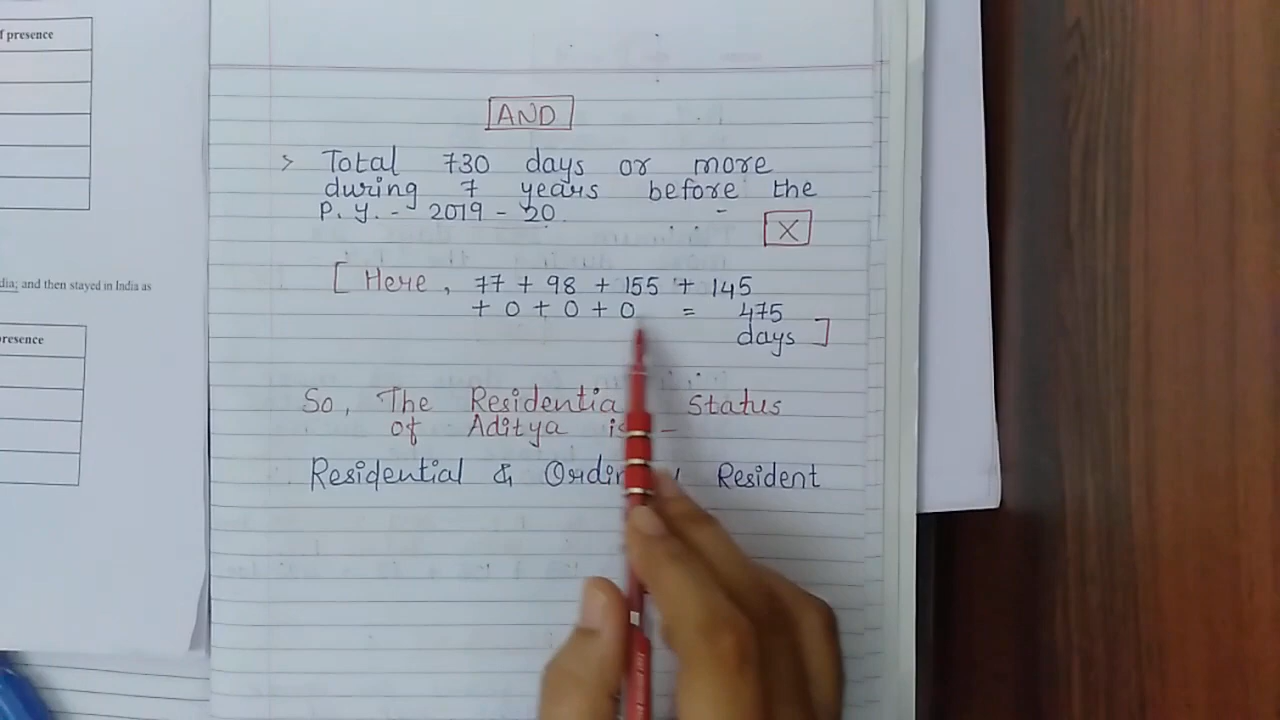 f presence
dia; and then stayed in India as
resence
AND
> Total 730 days or more
during 7 years before the
P.Y. - 2019 - 20.
X
[ Here, 77 + 98 + 155 + 145
+ 0 + 0 + 0 = 475
days ]
So, The Residentia Status
of Aditya is -
Residential & Resident